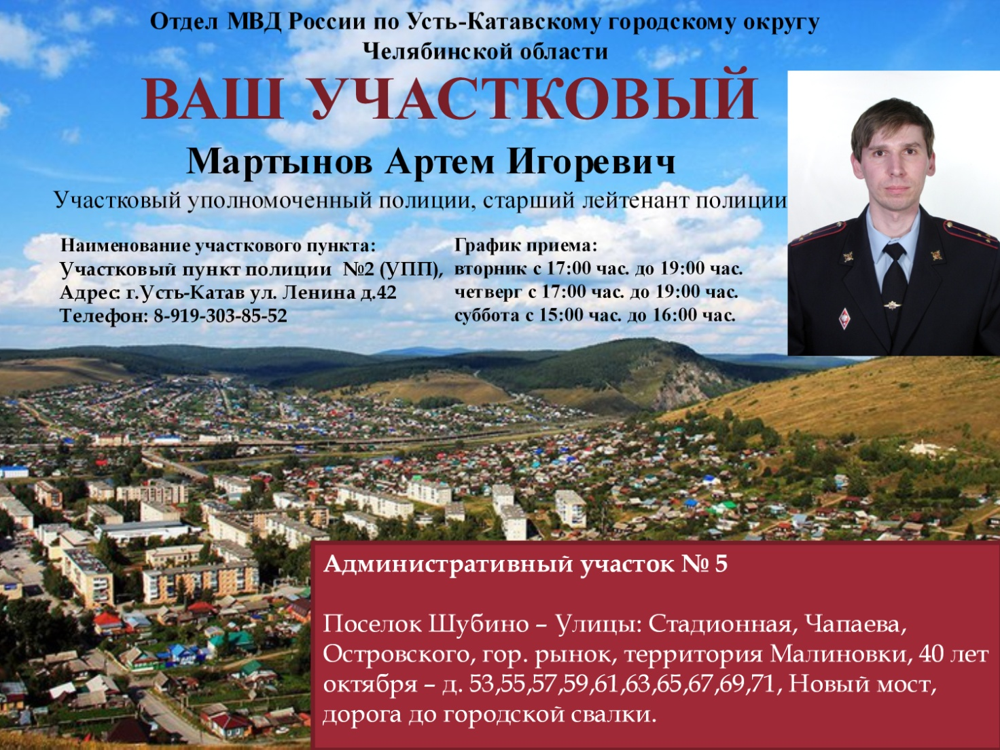 Отдел МВД России по Усть-Катавскому городскому округу
Челябинской области
ВАШ УЧАСТКОВЫЙ
Мартынов Артем Игоревич
Участковый уполномоченный полиции, старший лейтенант полиции
Наименование участкового пункта:
Участковый пункт полиции №2 (УПП),
Адрес: г.Усть-Катав ул. Ленина д.42
Телефон: 8-919-303-85-52
График приема:
вторник с 17:00 час. до 19:00 час.
четверг с 17:00 час. до 19:00 час.
суббота с 15:00 час. до 16:00 час.
Административный участок № 5
Поселок Шубино – Улицы: Стадионная, Чапаева,
Островского, гор. рынок, территория Малиновки, 40 лет
октября – д. 53,55,57,59,61,63,65,67,69,71, Новый мост,
дорога до городской свалки.